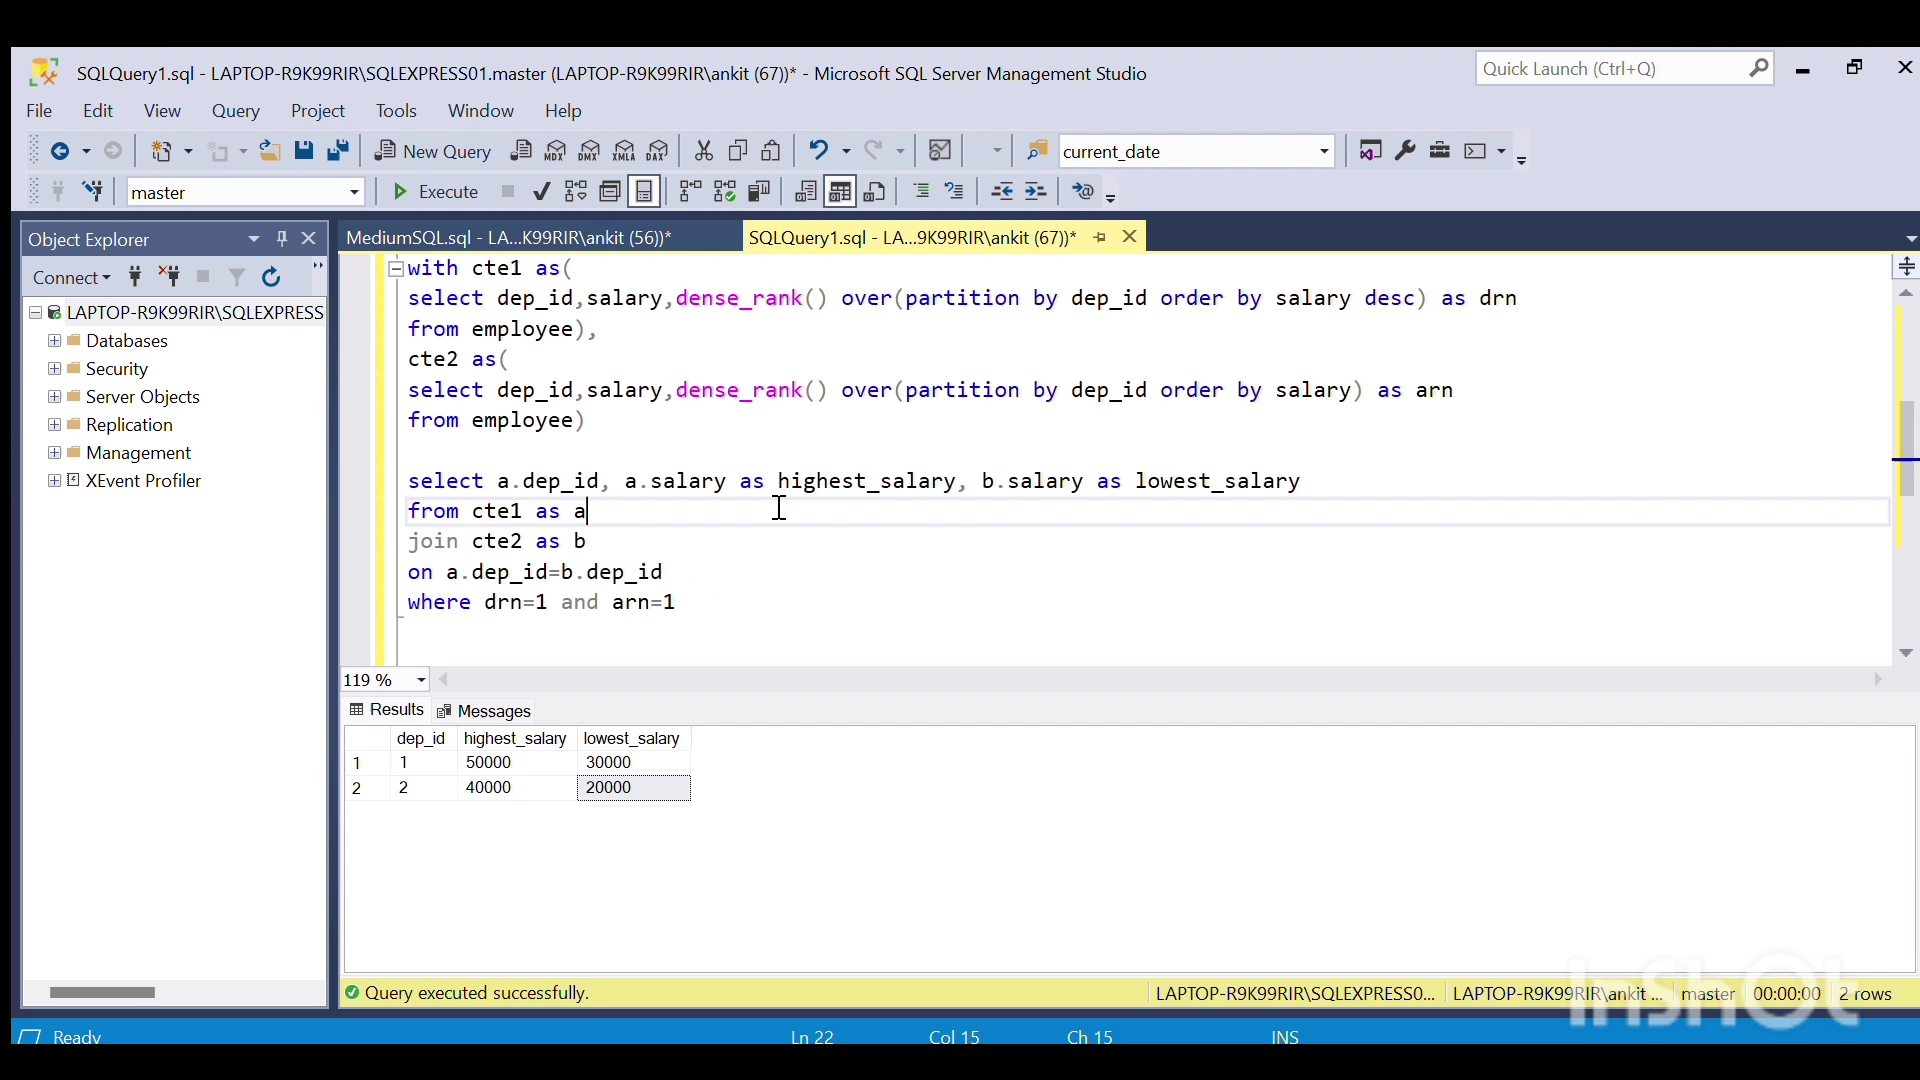 SQLQuery1.sql - LAPTOP-R9K99RIR\SQLEXPRESS01.master (LAPTOP-R9K99RIR\ankit (67))* - Microsoft SQL Server Management Studio
Quick Launch (Ctrl+Q)
File Edit View Query Project Tools Window Help
New Query MDX DMX XMLA DAX current_date
master Execute
Object Explorer
MediumSQL.sql - LA...K99RIR\ankit (56))*
SQLQuery1.sql - LA...9K99RIR\ankit (67))*
Connect
LAPTOP-R9K99RIR\SQLEXPRESS
Databases
Security
Server Objects
Replication
Management
XEvent Profiler
with cte1 as(
select dep_id,salary,dense_rank() over(partition by dep_id order by salary desc) as drn
from employee),
cte2 as(
select dep_id,salary,dense_rank() over(partition by dep_id order by salary) as arn
from employee)
select a.dep_id, a.salary as highest_salary, b.salary as lowest_salary
from cte1 as a
join cte2 as b
on a.dep_id=b.dep_id
where drn=1 and arn=1
119 %
Results Messages
dep_id highest_salary lowest_salary
1 1 50000 30000
2 2 40000 20000
Query executed successfully.
LAPTOP-R9K99RIR\SQLEXPRESS0... LAPTOP-R9K99RIR\ankit ... master 00:00:00 2 rows
InShOt
Ready Ln 22 Col 15 Ch 15 INS